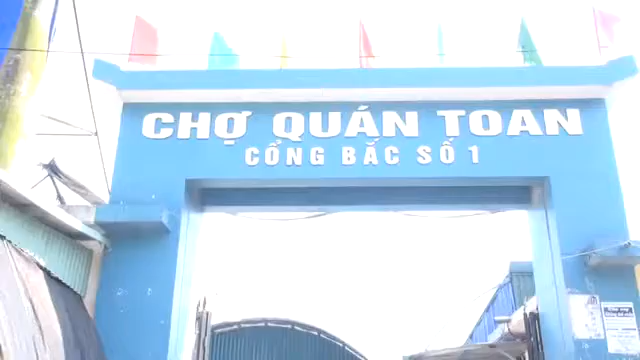 CHỢ QUÁN TOAN
CỔNG BẮC SỐ 1